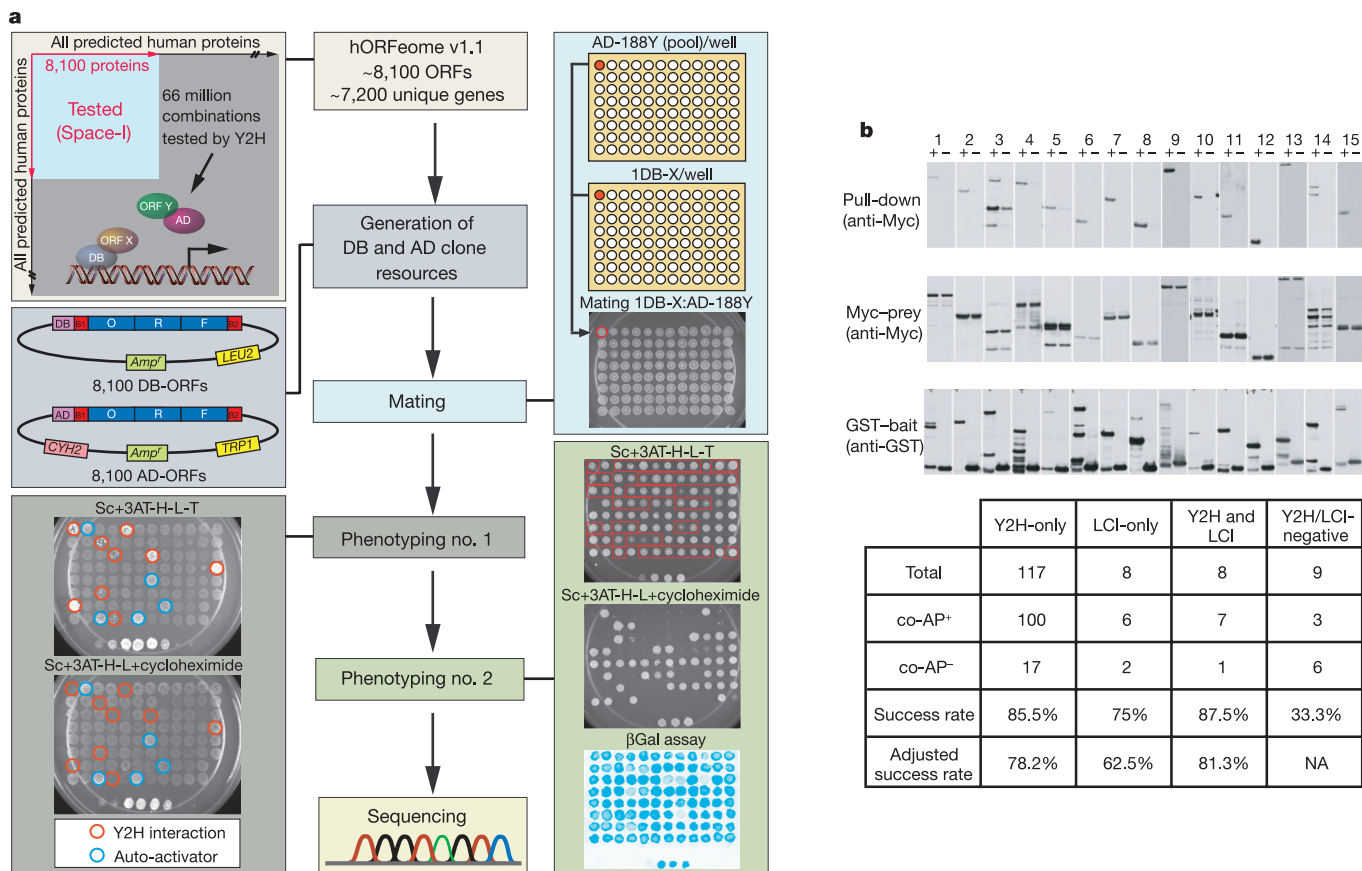 a
All predicted human proteins
8,100 proteins
All predicted human proteins
Tested
(Space-I)
66 million
combinations
tested by Y2H
ORF Y
AD
ORF X
DB
hORFeome v1.1
~8,100 ORFs
~7,200 unique genes
Generation of
DB and AD clone
resources
Mating
Phenotyping no. 1
Phenotyping no. 2
Sequencing
DB B1 O R F B2
Ampr
LEU2
8,100 DB-ORFs
AD B1 O R F B2
CYH2
Ampr
TRP1
8,100 AD-ORFs
Sc+3AT-H-L-T
Sc+3AT-H-L+cycloheximide
Y2H interaction
Auto-activator
AD-188Y (pool)/well
1DB-X/well
Mating 1DB-X:AD-188Y
Sc+3AT-H-L-T
Sc+3AT-H-L+cycloheximide
βGal assay
b
1 2 3 4 5 6 7 8 9 10 11 12 13 14 15
+ − + − + − + − + − + − + − + − + − + − + − + − + − + − + −
Pull-down
(anti-Myc)
Myc–prey
(anti-Myc)
GST–bait
(anti-GST)
Y2H-only LCI-only Y2H and LCI Y2H/LCI-negative
Total 117 8 8 9
co-AP+ 100 6 7 3
co-AP− 17 2 1 6
Success rate 85.5% 75% 87.5% 33.3%
Adjusted success rate 78.2% 62.5% 81.3% NA